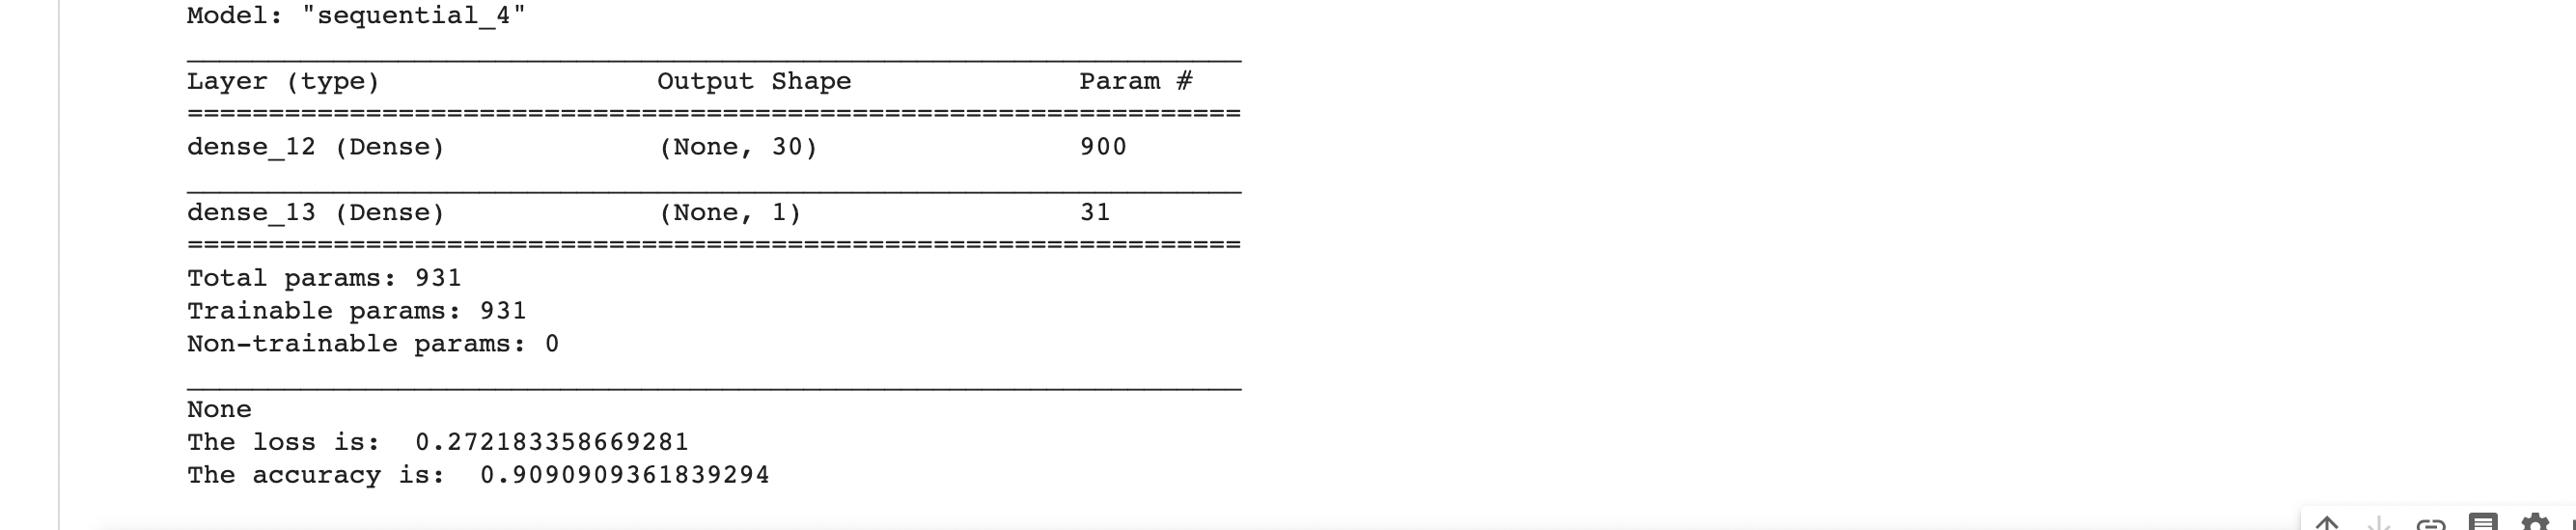 Model: "sequential_4"
_________________________________________________________________
Layer (type)                 Output Shape              Param #
=================================================================
dense_12 (Dense)             (None, 30)                900
_________________________________________________________________
dense_13 (Dense)             (None, 1)                 31
=================================================================
Total params: 931
Trainable params: 931
Non-trainable params: 0
_________________________________________________________________
None
The loss is:  0.272183358669281
The accuracy is:  0.9090909361839294